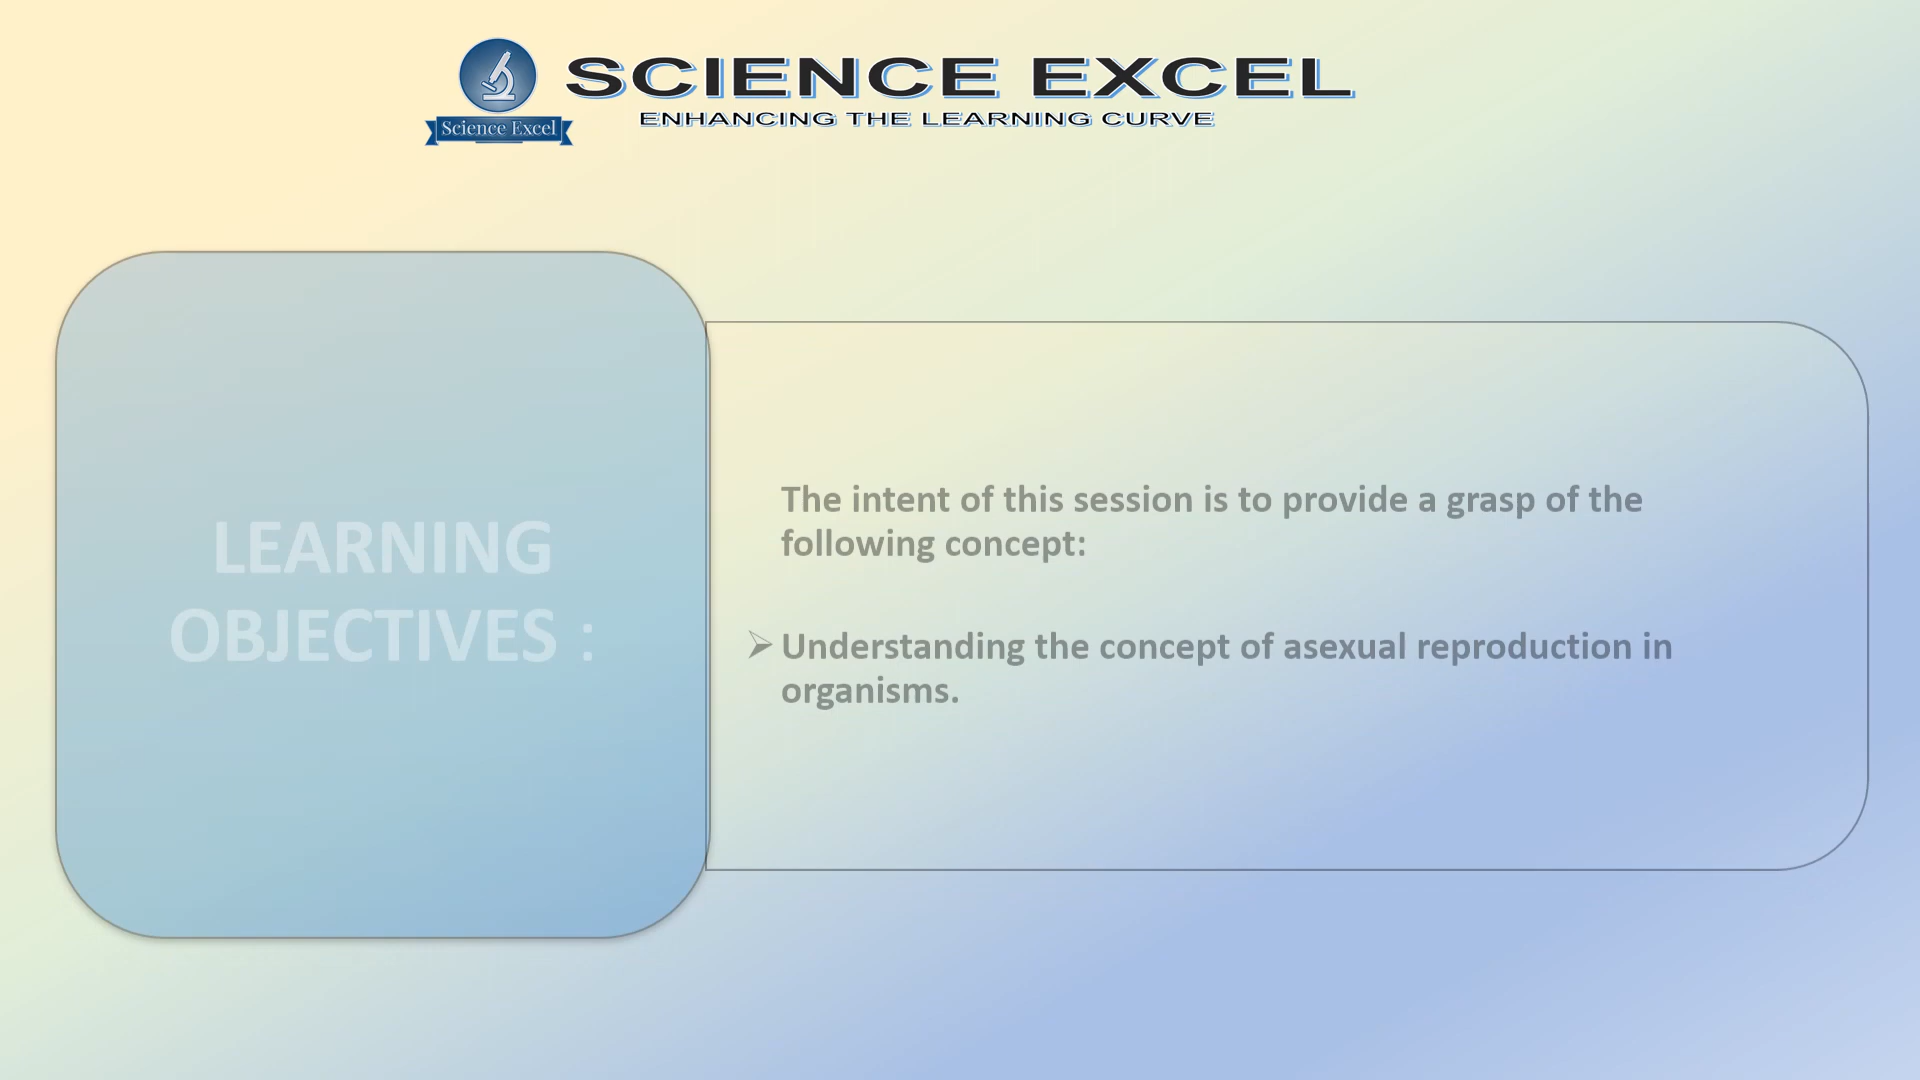 SCIENCE EXCEL
Science Excel
ENHANCING THE LEARNING CURVE
LEARNING
OBJECTIVES :
The intent of this session is to provide a grasp of the
following concept:
➢ Understanding the concept of asexual reproduction in
organisms.